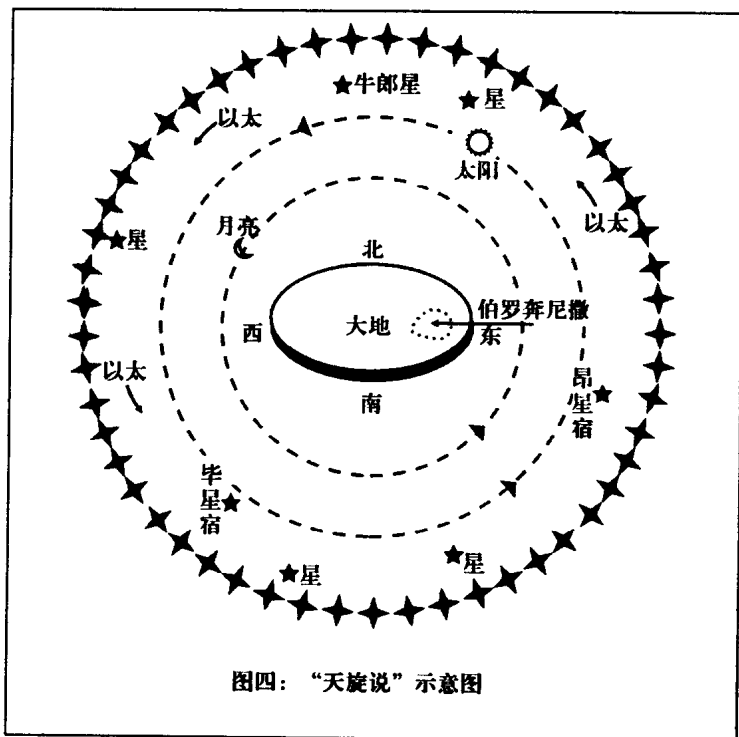 牛郎星
星
以太
太阳
以太
月亮
星
北
伯罗奔尼撒
西
大地
东
以太
南
昂星宿
毕星宿
星
星
图四：“天旋说”示意图